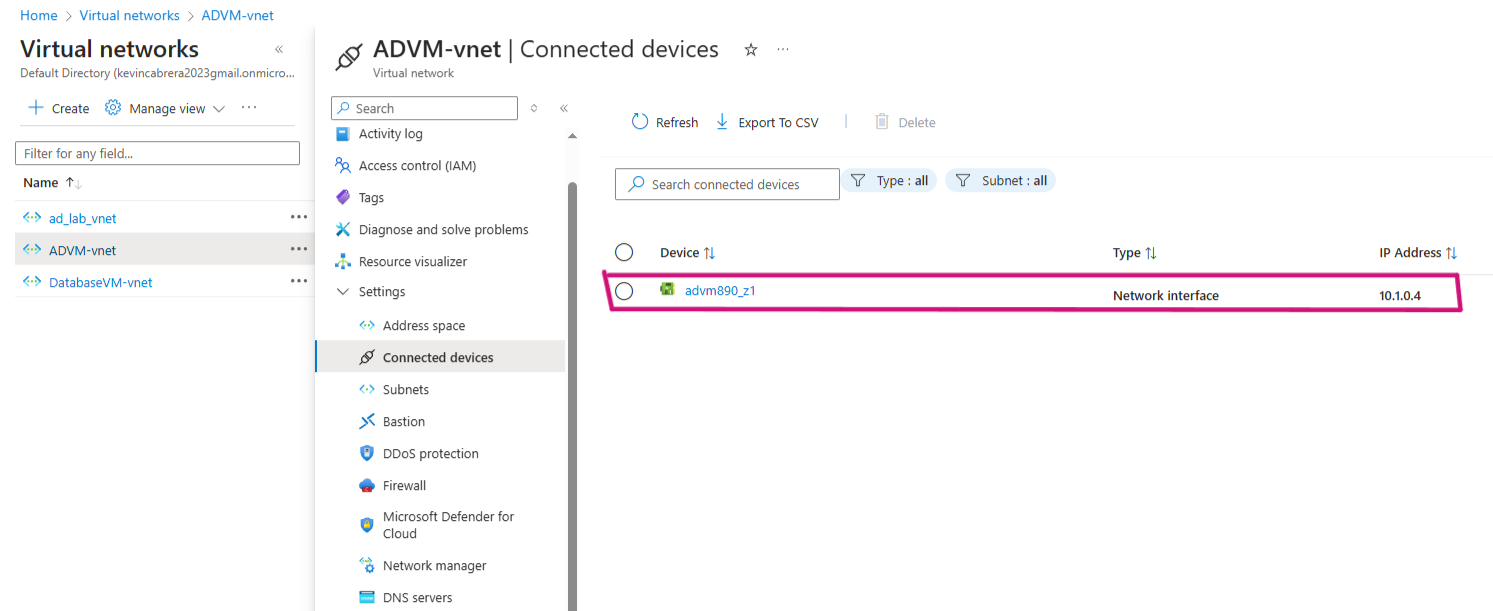 Home > Virtual networks > ADVM-vnet
Virtual networks «
Default Directory (kevincabrera2023gmail.onmicro...
+ Create Manage view ...
Filter for any field...
Name ↑↓
ad_lab_vnet ...
ADVM-vnet ...
DatabaseVM-vnet ...
ADVM-vnet | Connected devices ☆ ...
Virtual network
Search «
Activity log
Access control (IAM)
Tags
Diagnose and solve problems
Resource visualizer
Settings
Address space
Connected devices
Subnets
Bastion
DDoS protection
Firewall
Microsoft Defender for
Cloud
Network manager
DNS servers
Refresh Export To CSV | Delete
Search connected devices Type : all Subnet : all
Device ↑↓ Type ↑↓ IP Address ↑↓
advm890_z1 Network interface 10.1.0.4